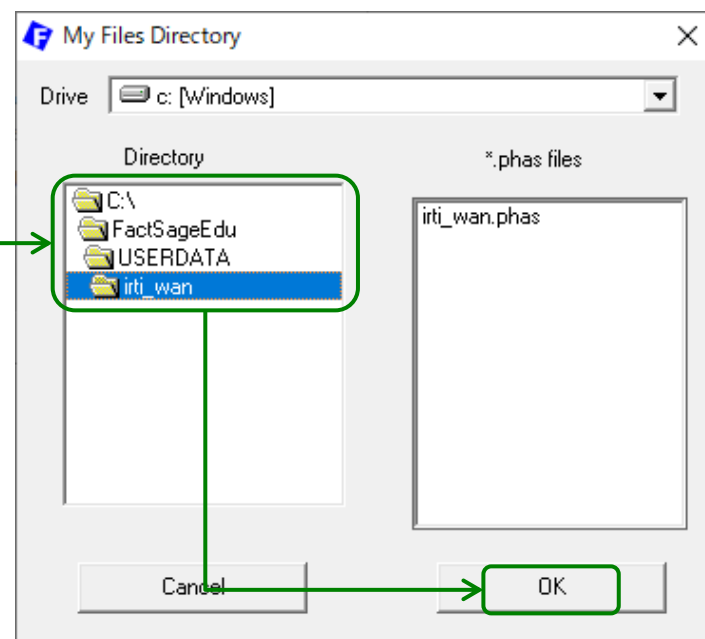 My Files Directory
Drive c: [Windows]
Directory
*.phas files
C:\
FactSageEdu
USERDATA
irti_wan
irti_wan.phas
Cancel
OK